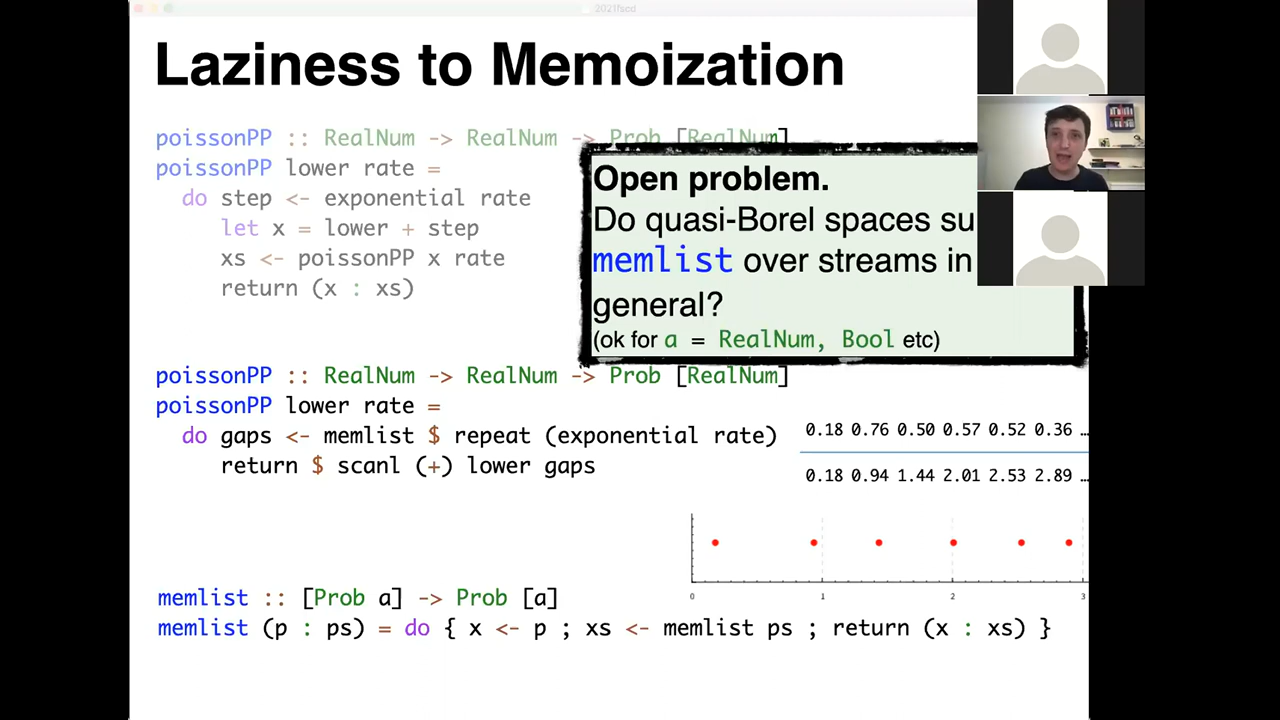 2021fscd
Laziness to Memoization
poissonPP :: RealNum -> RealNum -> Prob [RealNum]
poissonPP lower rate =
do step <- exponential rate
let x = lower + step
xs <- poissonPP x rate
return (x : xs)
Open problem.
Do quasi-Borel spaces su
memlist over streams in
general?
(ok for a = RealNum, Bool etc)
poissonPP :: RealNum -> RealNum -> Prob [RealNum]
poissonPP lower rate =
do gaps <- memlist $ repeat (exponential rate)
return $ scanl (+) lower gaps
0.18 0.76 0.50 0.57 0.52 0.36 …
0.18 0.94 1.44 2.01 2.53 2.89 …
0 1 2 3
memlist :: [Prob a] -> Prob [a]
memlist (p : ps) = do { x <- p ; xs <- memlist ps ; return (x : xs) }